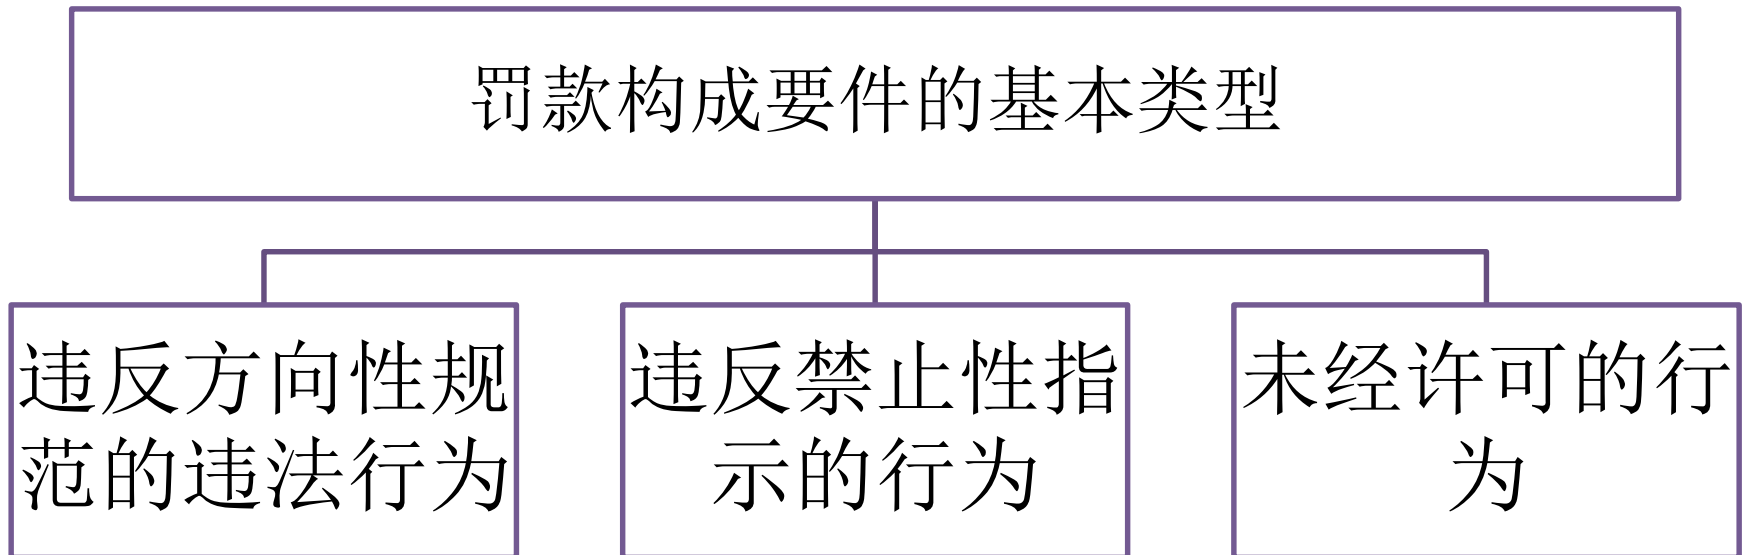 罚款构成要件的基本类型
违反方向性规
范的违法行为
违反禁止性指
示的行为
未经许可的行
为